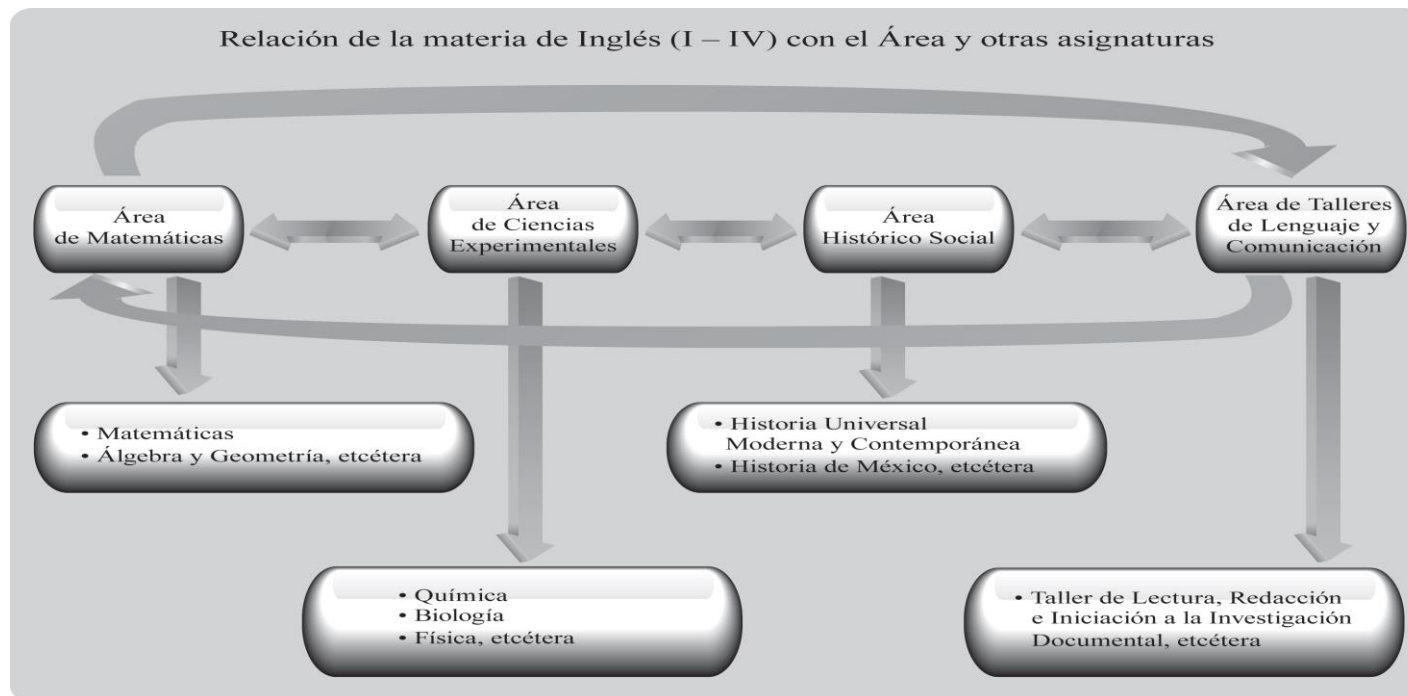 Relación de la materia de Inglés (I – IV) con el Área y otras asignaturas
Área
de Matemáticas
Área
de Ciencias
Experimentales
Área
Histórico Social
Área de Talleres
de Lenguaje y
Comunicación
• Matemáticas
• Álgebra y Geometría, etcétera
• Historia Universal
Moderna y Contemporánea
• Historia de México, etcétera
• Química
• Biología
• Física, etcétera
• Taller de Lectura, Redacción
e Iniciación a la Investigación
Documental, etcétera